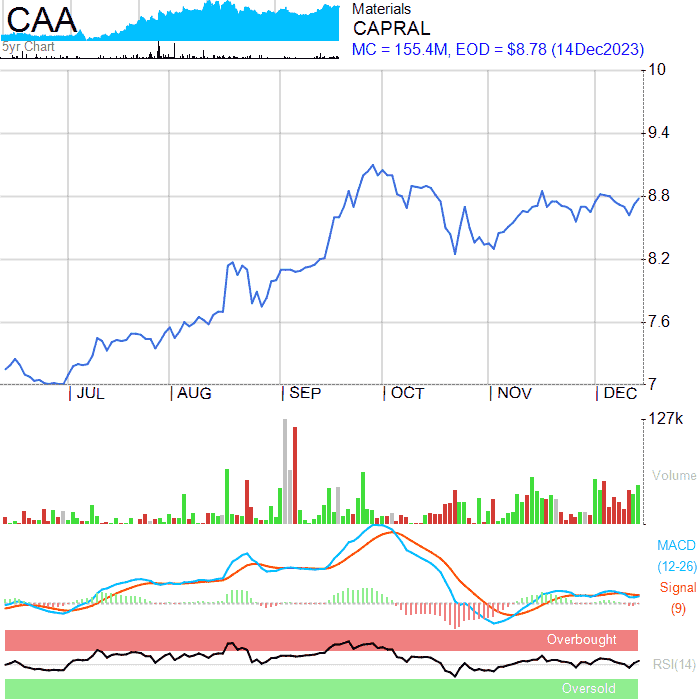 CAA
5yr Chart
Materials
CAPRAL
MC = 155.4M, EOD = $8.78 (14Dec2023)
10
9.4
8.8
8.2
7.6
7
JUL
AUG
SEP
OCT
NOV
DEC
127k
Volume
MACD
(12-26)
Signal
(9)
Overbought
RSI(14)
Oversold